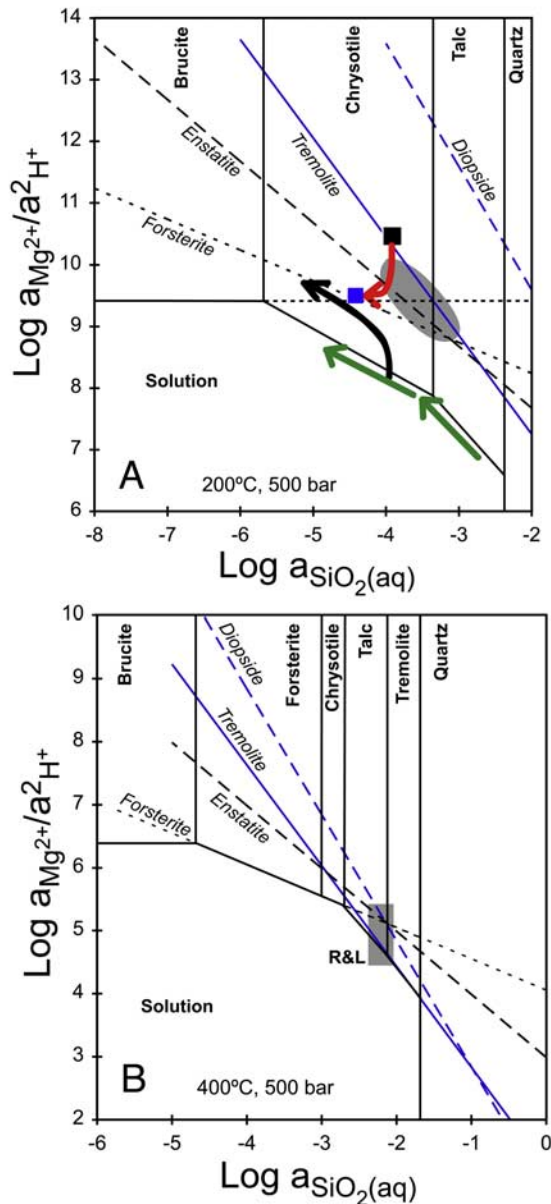 14
13
12
11
10
9
8
7
6
Log aMg2+/a2H+
Brucite
Chrysotile
Talc
Quartz
Enstatite
Tremolite
Diopside
Forsterite
Solution
A
200ºC, 500 bar
-8 -7 -6 -5 -4 -3 -2
Log aSiO2(aq)
10
9
8
7
6
5
4
3
2
Log aMg2+/a2H+
Brucite
Diopside
Forsterite
Chrysotile
Talc
Tremolite
Quartz
Tremolite
Enstatite
Forsterite
R&L
Solution
B
400ºC, 500 bar
-6 -5 -4 -3 -2 -1 0
Log aSiO2(aq)